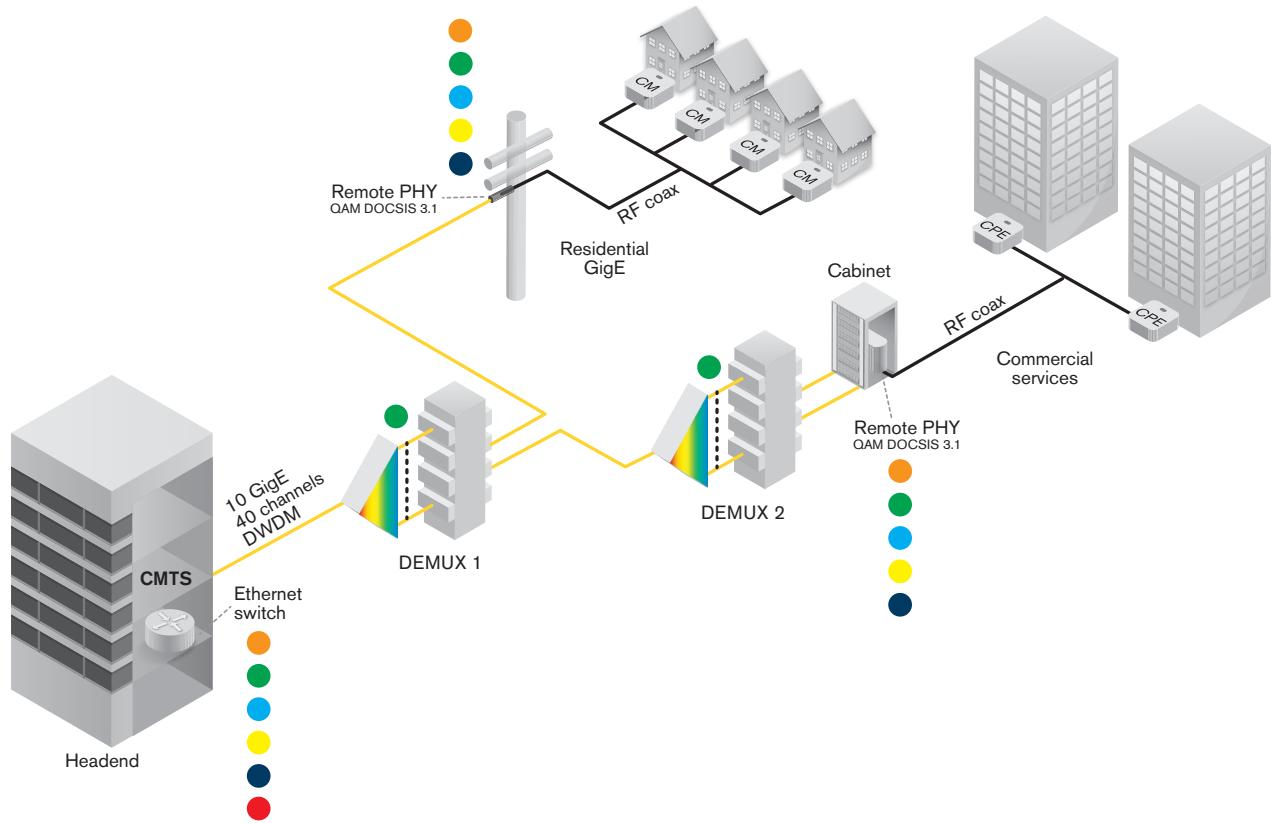 CM
CM
CM
CM
Remote PHY
QAM DOCSIS 3.1
RF coax
Residential
GigE
CPE
CPE
Cabinet
RF coax
Commercial
services
Remote PHY
QAM DOCSIS 3.1
DEMUX 2
10 GigE
40 channels
DWDM
DEMUX 1
CMTS
Ethernet
switch
Headend